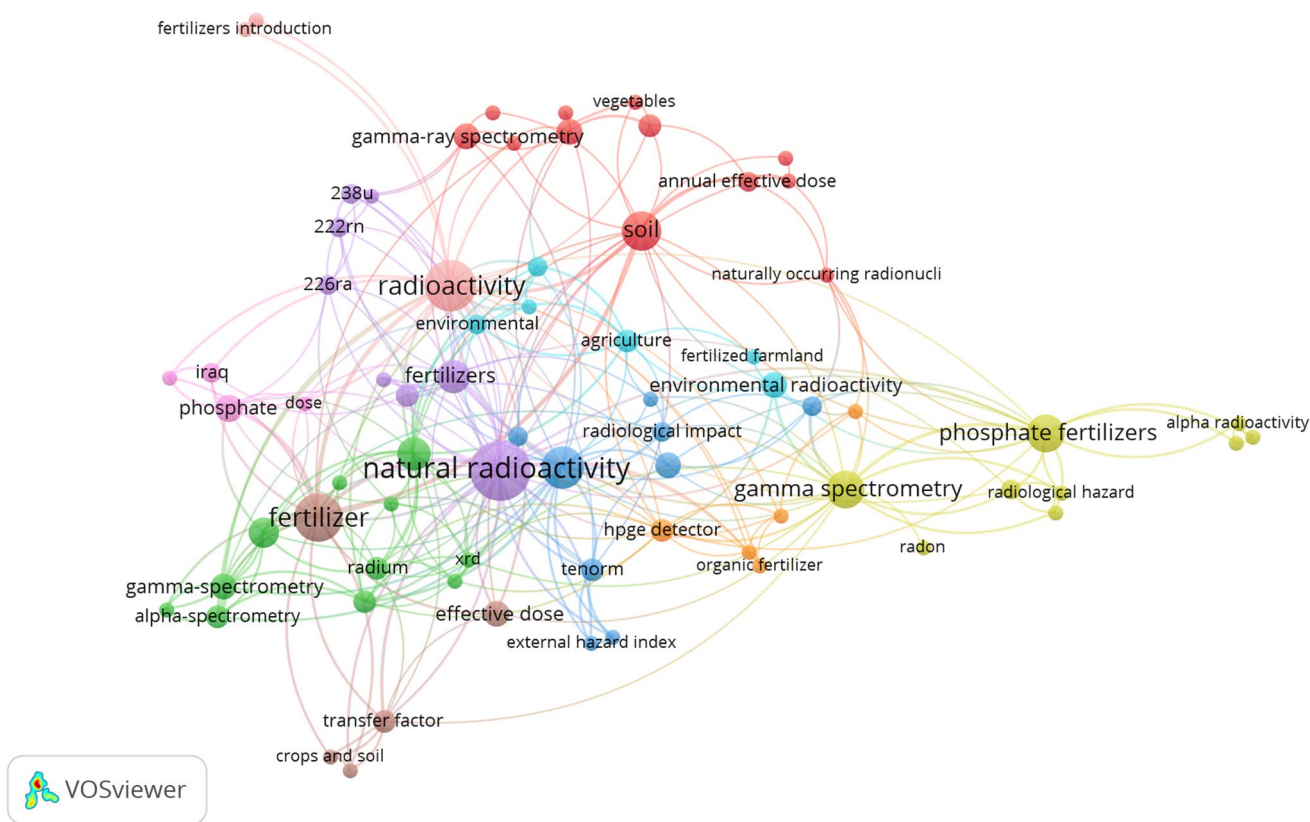 fertilizers introduction
vegetables
gamma-ray spectrometry
annual effective dose
238u
222rn
soil
naturally occurring radionucli
226ra
radioactivity
environmental
agriculture
fertilized farmland
iraq
fertilizers
environmental radioactivity
phosphate
dose
radiological impact
phosphate fertilizers
alpha radioactivity
natural radioactivity
gamma spectrometry
radiological hazard
fertilizer
hpge detector
radon
gamma-spectrometry
radium
xrd
tenorm
organic fertilizer
alpha-spectrometry
effective dose
external hazard index
transfer factor
crops and soil
VOSviewer